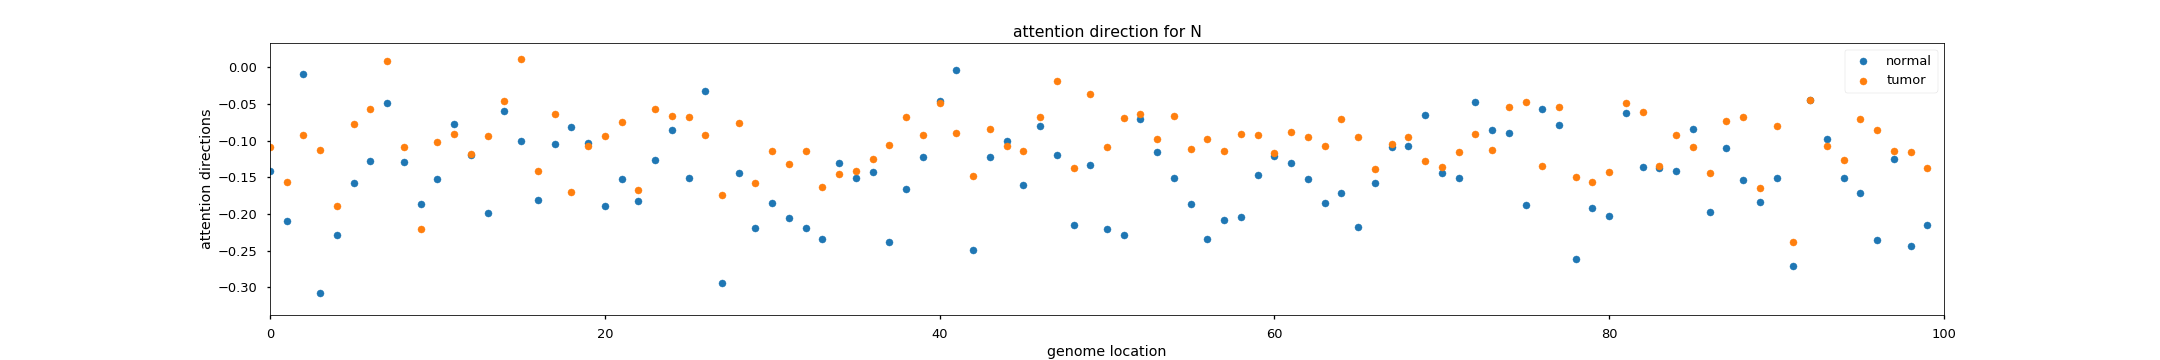 attention direction for N
normal
tumor
attention directions
0.00
−0.05
−0.10
−0.15
−0.20
−0.25
−0.30
0
20
40
60
80
100
genome location